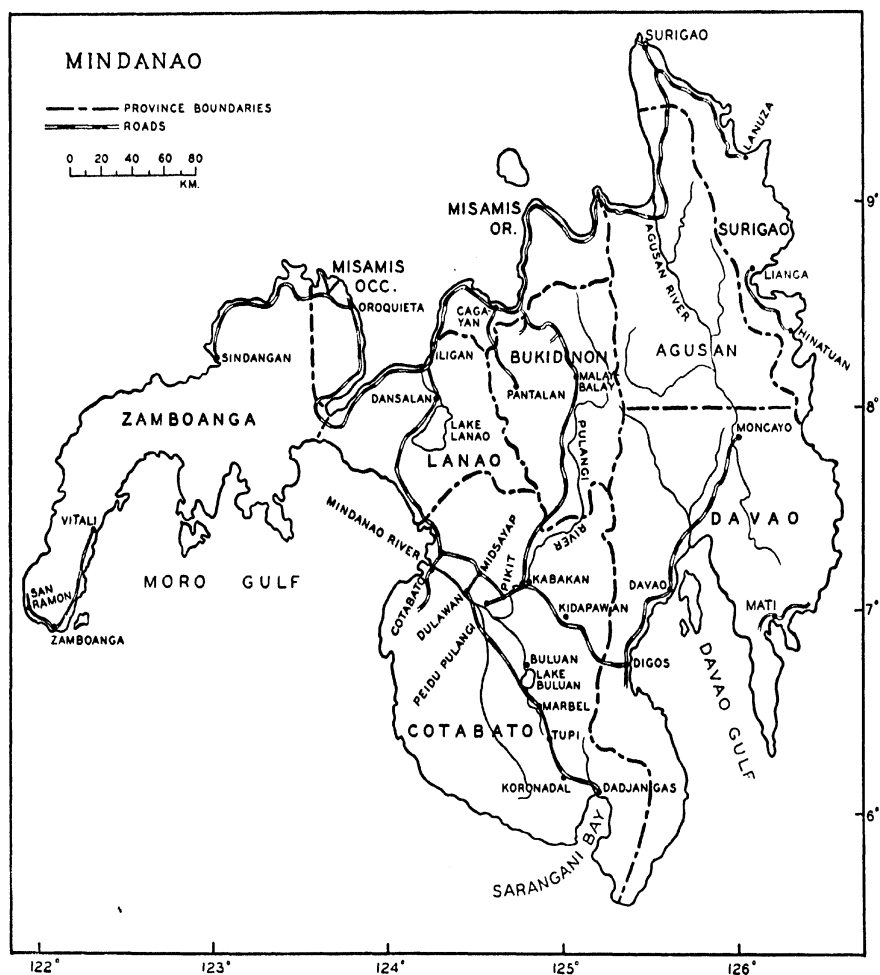 MINDANAO
PROVINCE BOUNDARIES
ROADS
0 20 40 60 80
KM.
SURIGAO
LANUZA
9°
MISAMIS
OR.
AGUSAN RIVER
SURIGAO
LIANGA
MISAMIS
OCC.
OROQUIETA
CAGA-
YAN
HINATUAN
SINDANGAN
ILIGAN
BUKIDNON
AGUSAN
MALAY-
BALAY
DANSALAN
PANTALAN
8°
ZAMBOANGA
LAKE
LANAO
MONCAYO
LANAO
PULANGI
RIVER
VITALI
MINDANAO RIVER
MIDSAYAP
DAVAO
MORO GULF
PIKIT
KABAKAN
DAVAO
SAN
RAMON
COTABATO
DULAWAN
KIDAPAWAN
MATI
7°
ZAMBOANGA
PEIDU PULANGI
BULUAN
DIGOS
LAKE
BULUAN
DAVAO GULF
MARBEL
COTABATO
TUPI
KORONADAL
DADJANGAS
6°
SARANGANI BAY
122° 123° 124° 125° 126°